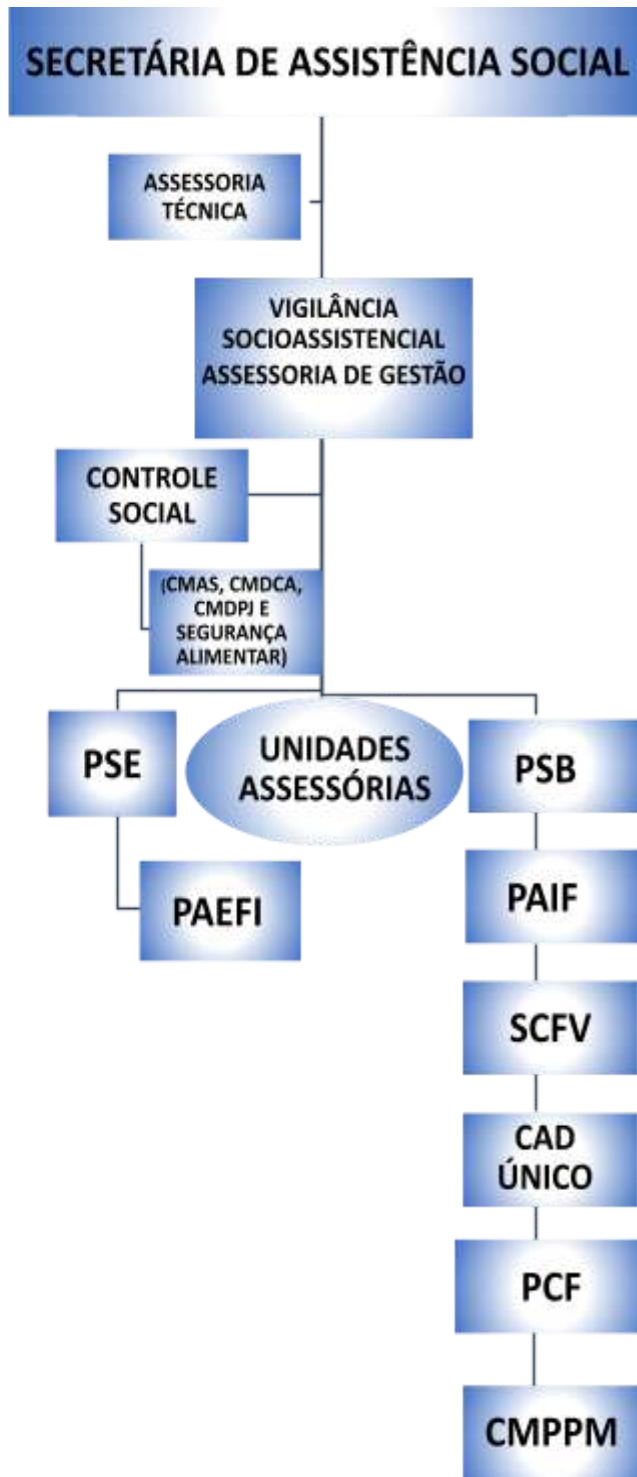 SECRETÁRIA DE ASSISTÊNCIA SOCIAL
ASSESSORIA
TÉCNICA
VIGILÂNCIA
SOCIOASSISTENCIAL
ASSESSORIA DE GESTÃO
CONTROLE
SOCIAL
(CMAS, CMDCA,
CMDPJ E
SEGURANÇA
ALIMENTAR)
PSE
UNIDADES
ASSESSÓRIAS
PSB
PAEFI
PAIF
SCFV
CAD
ÚNICO
PCF
CMPPM